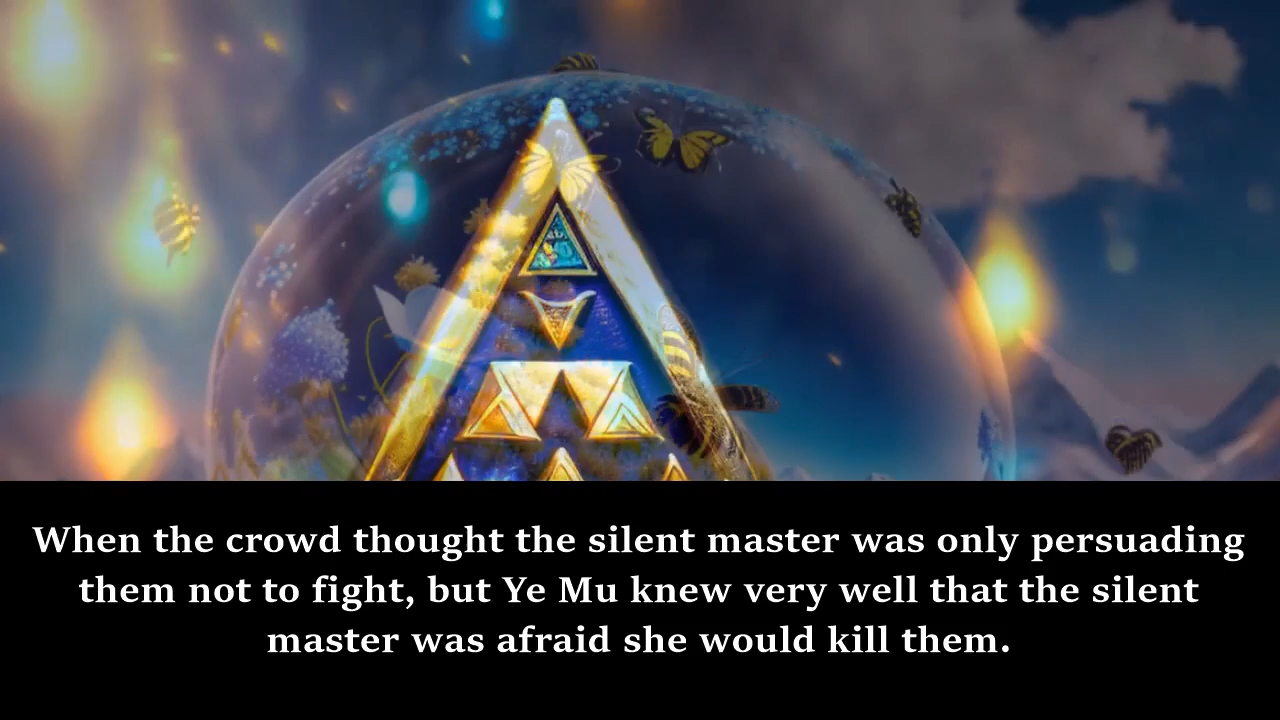 When the crowd thought the silent master was only persuading
them not to fight, but Ye Mu knew very well that the silent
master was afraid she would kill them.